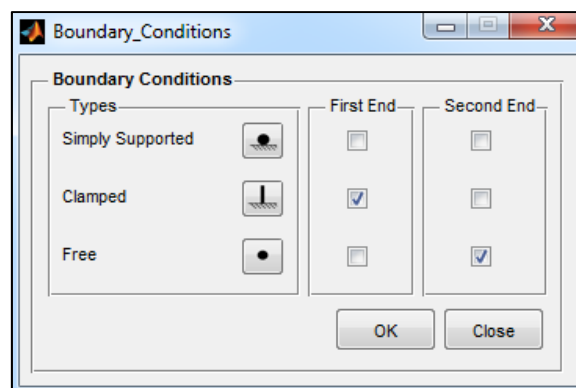 Boundary_Conditions
Boundary Conditions
Types First End Second End
Simply Supported
Clamped
Free
OK Close